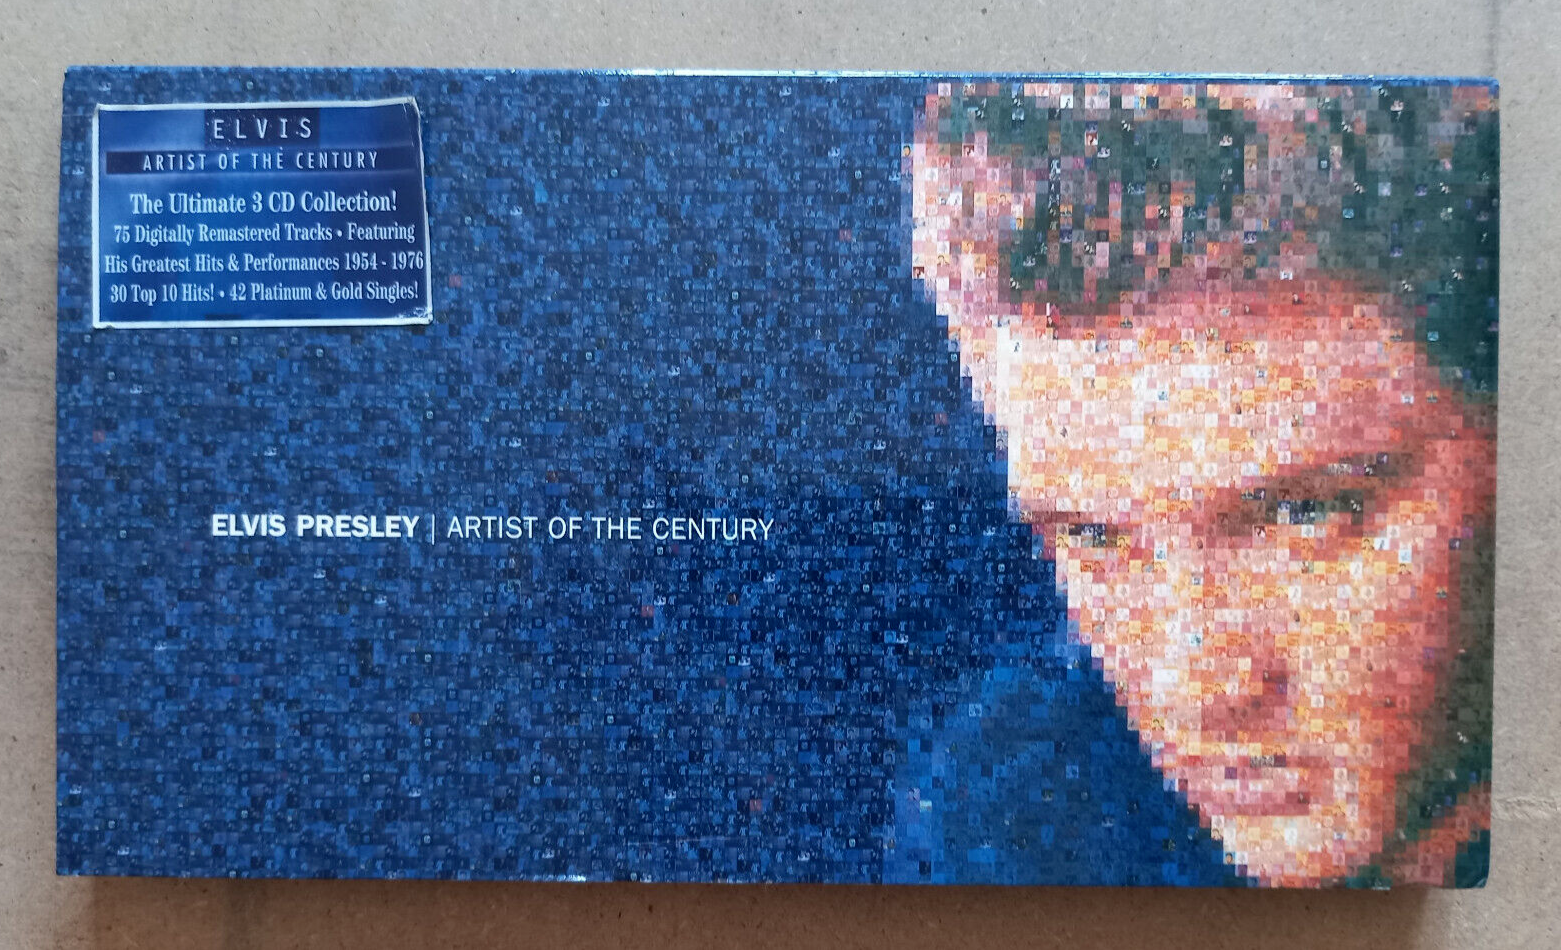 ELVIS
ARTIST OF THE CENTURY
The Ultimate 3 CD Collection!
75 Digitally Remastered Tracks • Featuring
His Greatest Hits & Performances 1954 - 1976
30 Top 10 Hits! • 42 Platinum & Gold Singles!
ELVIS PRESLEY | ARTIST OF THE CENTURY